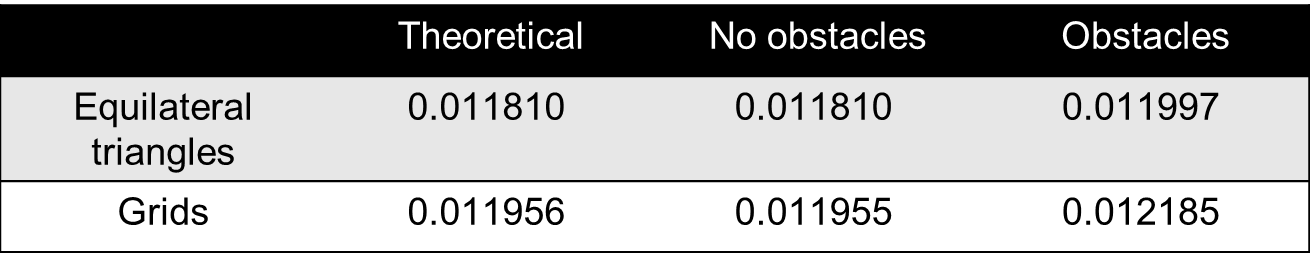 Theoretical No obstacles Obstacles
Equilateral 0.011810 0.011810 0.011997
triangles
Grids 0.011956 0.011955 0.012185